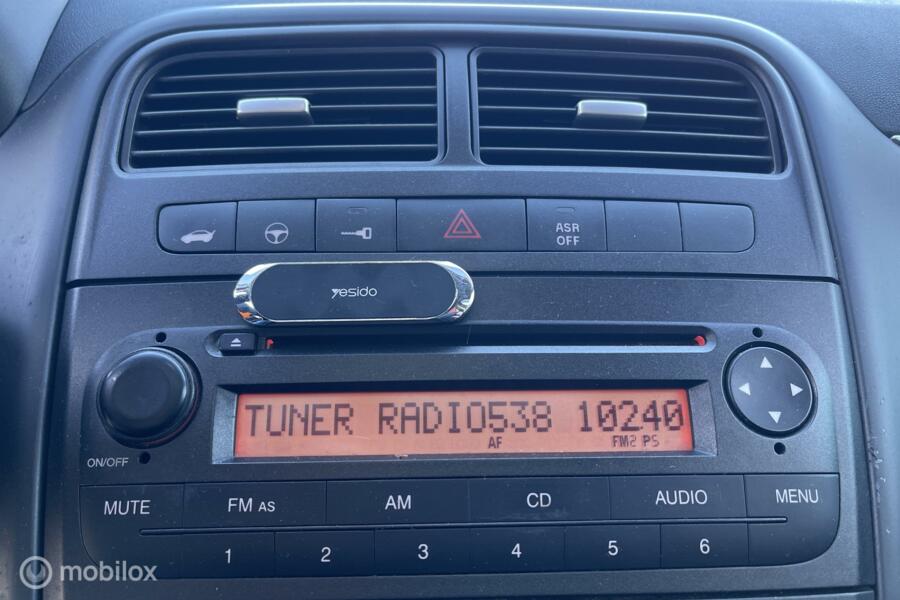 ASR
OFF
yesido
TUNER RADIO538 10240
AF FM2 PS
ON/OFF
MUTE FM AS AM CD AUDIO MENU
1 2 3 4 5 6
mobilox